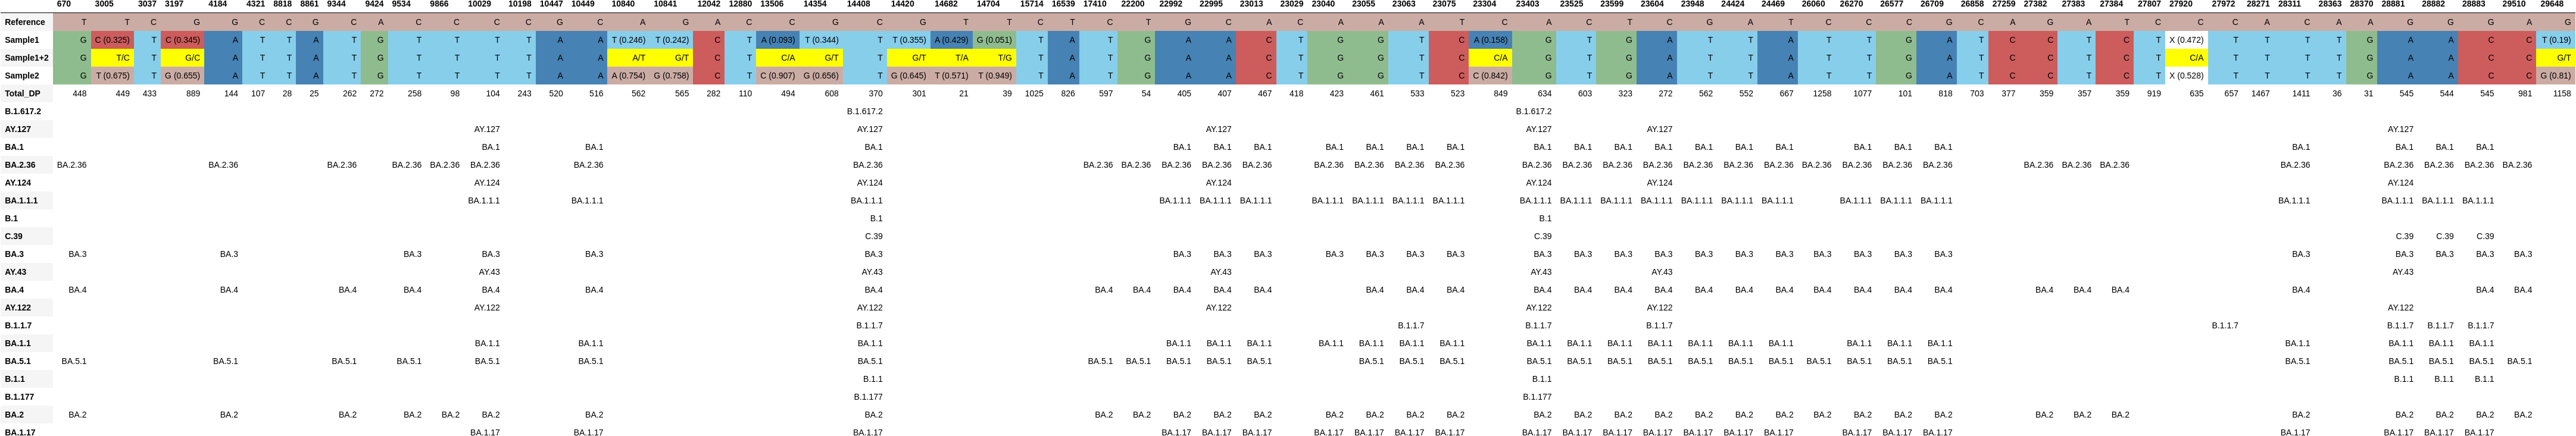 670 3005 3037 3197 4184 4321 8818 8861 9344 9424 9534 9866 10029 10198 10447 10449 10840 10841 12042 12880 13506 14354 14408 14420 14682 14704 15714 16539 17410 22200 22992 22995 23013 23029 23040 23055 23063 23075 23304 23403 23525 23599 23604 23948 24424 24469 26060 26270 26577 26709 26858 27259 27382 27383 27384 27807 27920 27972 28271 28311 28363 28370 28881 28882 28883 29510 29648
Reference T T C G G C C G C A C C C C G C A G A C C G C G T T C T C T G C A C A A A T C A C T C G A T C C C G C A G A T C C C A C A A G G G A G
Sample1 G C (0.325) T C (0.345) A T T A T G T T T T A A T (0.246) T (0.242) C T A (0.093) T (0.344) T T (0.355) A (0.429) G (0.051) T A T G A A C T G G T C A (0.158) G T G A T T A T T G A T C C T C T X (0.472) T T T T G A A C C T (0.19)
Sample1+2 G T/C T G/C A T T A T G T T T T A A A/T G/T C T C/A G/T T G/T T/A T/G T A T G A A C T G G T C C/A G T G A T T A T T G A T C C T C T C/A T T T T G A A C C G/T
Sample2 G T (0.675) T G (0.655) A T T A T G T T T T A A A (0.754) G (0.758) C T C (0.907) G (0.656) T G (0.645) T (0.571) T (0.949) T A T G A A C T G G T C C (0.842) G T G A T T A T T G A T C C T C T X (0.528) T T T T G A A C C G (0.81)
Total_DP 448 449 433 889 144 107 28 25 262 272 258 98 104 243 520 516 562 565 282 110 494 608 370 301 21 39 1025 826 597 54 405 407 467 418 423 461 533 523 849 634 603 323 272 562 552 667 1258 1077 101 818 703 377 359 357 359 919 635 657 1467 1411 36 31 545 544 545 981 1158
B.1.617.2 B.1.617.2 B.1.617.2
AY.127 AY.127 AY.127 AY.127 AY.127 AY.127 AY.127
BA.1 BA.1 BA.1 BA.1 BA.1 BA.1 BA.1 BA.1 BA.1 BA.1 BA.1 BA.1 BA.1 BA.1 BA.1 BA.1 BA.1 BA.1 BA.1 BA.1 BA.1 BA.1 BA.1 BA.1 BA.1
BA.2.36 BA.2.36 BA.2.36 BA.2.36 BA.2.36 BA.2.36 BA.2.36 BA.2.36 BA.2.36 BA.2.36 BA.2.36 BA.2.36 BA.2.36 BA.2.36 BA.2.36 BA.2.36 BA.2.36 BA.2.36 BA.2.36 BA.2.36 BA.2.36 BA.2.36 BA.2.36 BA.2.36 BA.2.36 BA.2.36 BA.2.36 BA.2.36 BA.2.36 BA.2.36 BA.2.36 BA.2.36 BA.2.36 BA.2.36 BA.2.36 BA.2.36 BA.2.36
AY.124 AY.124 AY.124 AY.124 AY.124 AY.124 AY.124
BA.1.1.1 BA.1.1.1 BA.1.1.1 BA.1.1.1 BA.1.1.1 BA.1.1.1 BA.1.1.1 BA.1.1.1 BA.1.1.1 BA.1.1.1 BA.1.1.1 BA.1.1.1 BA.1.1.1 BA.1.1.1 BA.1.1.1 BA.1.1.1 BA.1.1.1 BA.1.1.1 BA.1.1.1 BA.1.1.1 BA.1.1.1 BA.1.1.1 BA.1.1.1 BA.1.1.1 BA.1.1.1
B.1 B.1 B.1
C.39 C.39 C.39 C.39 C.39 C.39
BA.3 BA.3 BA.3 BA.3 BA.3 BA.3 BA.3 BA.3 BA.3 BA.3 BA.3 BA.3 BA.3 BA.3 BA.3 BA.3 BA.3 BA.3 BA.3 BA.3 BA.3 BA.3 BA.3 BA.3 BA.3 BA.3 BA.3 BA.3 BA.3
AY.43 AY.43 AY.43 AY.43 AY.43 AY.43 AY.43
BA.4 BA.4 BA.4 BA.4 BA.4 BA.4 BA.4 BA.4 BA.4 BA.4 BA.4 BA.4 BA.4 BA.4 BA.4 BA.4 BA.4 BA.4 BA.4 BA.4 BA.4 BA.4 BA.4 BA.4 BA.4 BA.4 BA.4 BA.4 BA.4 BA.4 BA.4 BA.4 BA.4
AY.122 AY.122 AY.122 AY.122 AY.122 AY.122 AY.122
B.1.1.7 B.1.1.7 B.1.1.7 B.1.1.7 B.1.1.7 B.1.1.7 B.1.1.7 B.1.1.7 B.1.1.7
BA.1.1 BA.1.1 BA.1.1 BA.1.1 BA.1.1 BA.1.1 BA.1.1 BA.1.1 BA.1.1 BA.1.1 BA.1.1 BA.1.1 BA.1.1 BA.1.1 BA.1.1 BA.1.1 BA.1.1 BA.1.1 BA.1.1 BA.1.1 BA.1.1 BA.1.1 BA.1.1 BA.1.1 BA.1.1
BA.5.1 BA.5.1 BA.5.1 BA.5.1 BA.5.1 BA.5.1 BA.5.1 BA.5.1 BA.5.1 BA.5.1 BA.5.1 BA.5.1 BA.5.1 BA.5.1 BA.5.1 BA.5.1 BA.5.1 BA.5.1 BA.5.1 BA.5.1 BA.5.1 BA.5.1 BA.5.1 BA.5.1 BA.5.1 BA.5.1 BA.5.1 BA.5.1 BA.5.1 BA.5.1 BA.5.1 BA.5.1
B.1.1 B.1.1 B.1.1 B.1.1 B.1.1 B.1.1
B.1.177 B.1.177 B.1.177
BA.2 BA.2 BA.2 BA.2 BA.2 BA.2 BA.2 BA.2 BA.2 BA.2 BA.2 BA.2 BA.2 BA.2 BA.2 BA.2 BA.2 BA.2 BA.2 BA.2 BA.2 BA.2 BA.2 BA.2 BA.2 BA.2 BA.2 BA.2 BA.2 BA.2 BA.2 BA.2 BA.2 BA.2 BA.2 BA.2 BA.2
BA.1.17 BA.1.17 BA.1.17 BA.1.17 BA.1.17 BA.1.17 BA.1.17 BA.1.17 BA.1.17 BA.1.17 BA.1.17 BA.1.17 BA.1.17 BA.1.17 BA.1.17 BA.1.17 BA.1.17 BA.1.17 BA.1.17 BA.1.17 BA.1.17 BA.1.17 BA.1.17 BA.1.17 BA.1.17